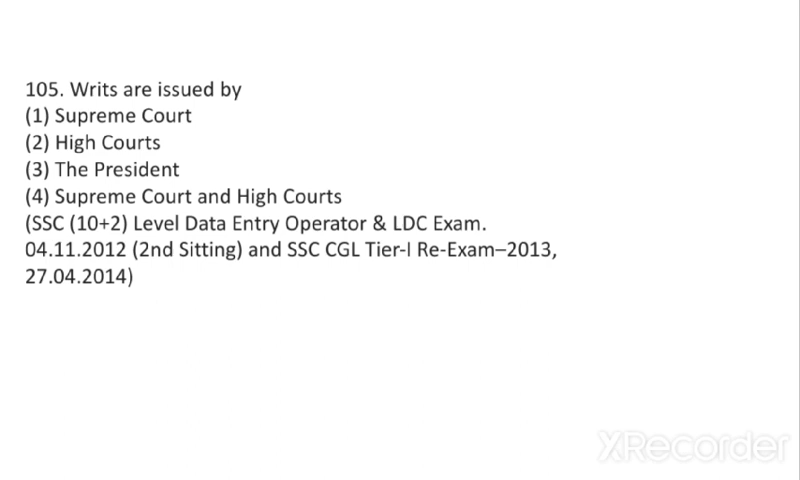 105. Writs are issued by
(1) Supreme Court
(2) High Courts
(3) The President
(4) Supreme Court and High Courts
(SSC (10+2) Level Data Entry Operator & LDC Exam.
04.11.2012 (2nd Sitting) and SSC CGL Tier-I Re-Exam–2013,
27.04.2014)
XRecorder